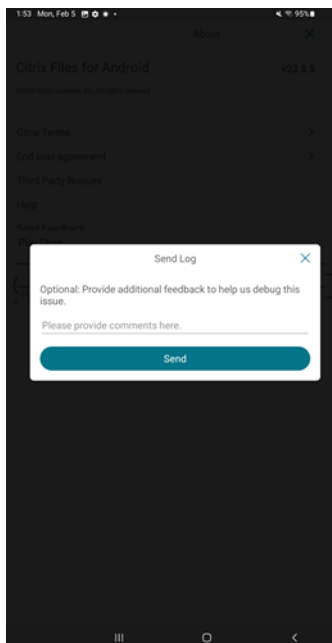 1:53 Mon, Feb 5
95%
About
Citrix Files for Android
v23.6.5
Citrix Terms
End user agreement
Third Party Notices
Help
Send Log
Optional: Provide additional feedback to help us debug this
issue.
Please provide comments here.
Send